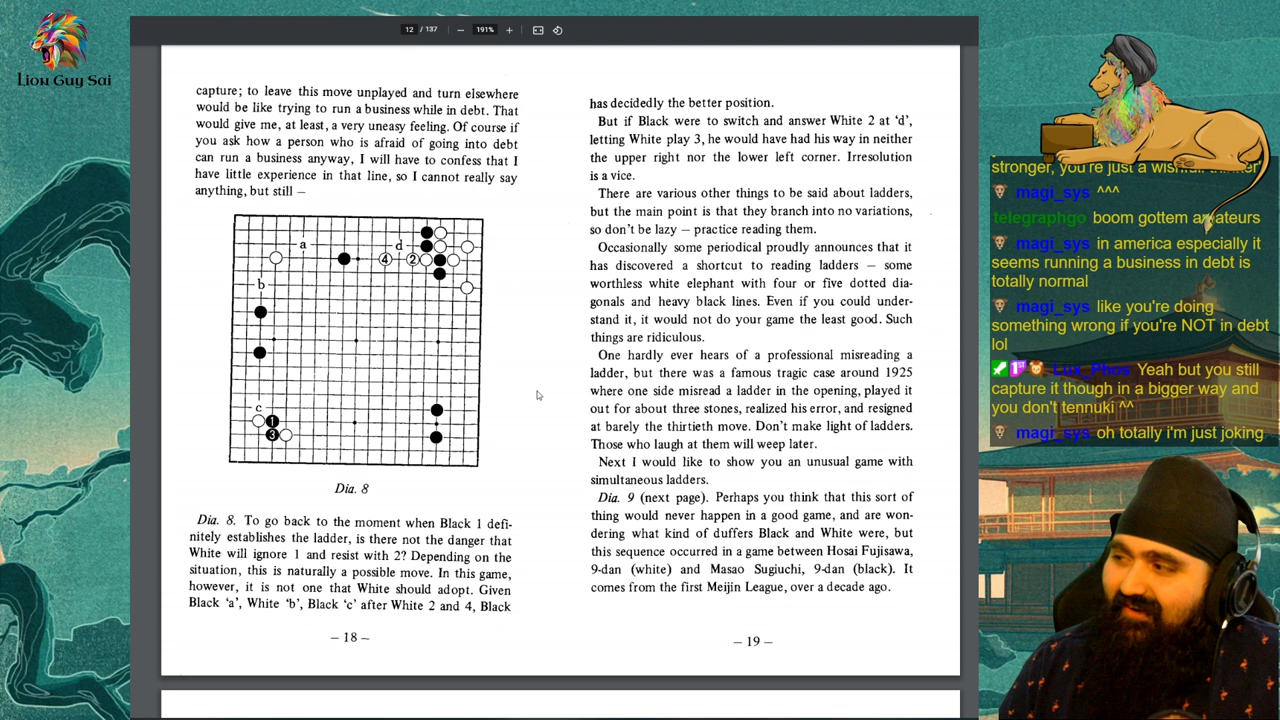 Lion Guy Sai
12 / 137
191%
capture; to leave this move unplayed and turn elsewhere
would be like trying to run a business while in debt. That
would give me, at least, a very uneasy feeling. Of course if
you ask how a person who is afraid of going into debt
can run a business anyway, I will have to confess that I
have little experience in that line, so I cannot really say
anything, but still —
a
d
4
2
b
c
1
3
Dia. 8
Dia. 8. To go back to the moment when Black 1 defi-
nitely establishes the ladder, is there not the danger that
White will ignore 1 and resist with 2? Depending on the
situation, this is naturally a possible move. In this game,
however, it is not one that White should adopt. Given
Black ‘a’, White ‘b’, Black ‘c’ after White 2 and 4, Black
— 18 —
has decidedly the better position.
But if Black were to switch and answer White 2 at ‘d’,
letting White play 3, he would have had his way in neither
the upper right nor the lower left corner. Irresolution
is a vice.
There are various other things to be said about ladders,
but the main point is that they branch into no variations,
so don't be lazy — practice reading them.
Occasionally some periodical proudly announces that it
has discovered a shortcut to reading ladders — some
worthless white elephant with four or five dotted dia-
gonals and heavy black lines. Even if you could under-
stand it, it would not do your game the least good. Such
things are ridiculous.
One hardly ever hears of a professional misreading a
ladder, but there was a famous tragic case around 1925
where one side misread a ladder in the opening, played it
out for about three stones, realized his error, and resigned
at barely the thirtieth move. Don't make light of ladders.
Those who laugh at them will weep later.
Next I would like to show you an unusual game with
simultaneous ladders.
Dia. 9 (next page). Perhaps you think that this sort of
thing would never happen in a good game, and are won-
dering what kind of duffers Black and White were, but
this sequence occurred in a game between Hosai Fujisawa,
9-dan (white) and Masao Sugiuchi, 9-dan (black). It
comes from the first Meijin League, over a decade ago.
— 19 —
stronger, you're just a wishful thinker
magi_sys ^^^
telegraphgo boom gottem amateurs
magi_sys in america especially it
seems running a business in debt is
totally normal
magi_sys like you're doing
something wrong if you're NOT in debt
lol
Lux_Phos Yeah but you still
capture it though in a bigger way and
you don't tennuki ^^
magi_sys oh totally i'm just joking